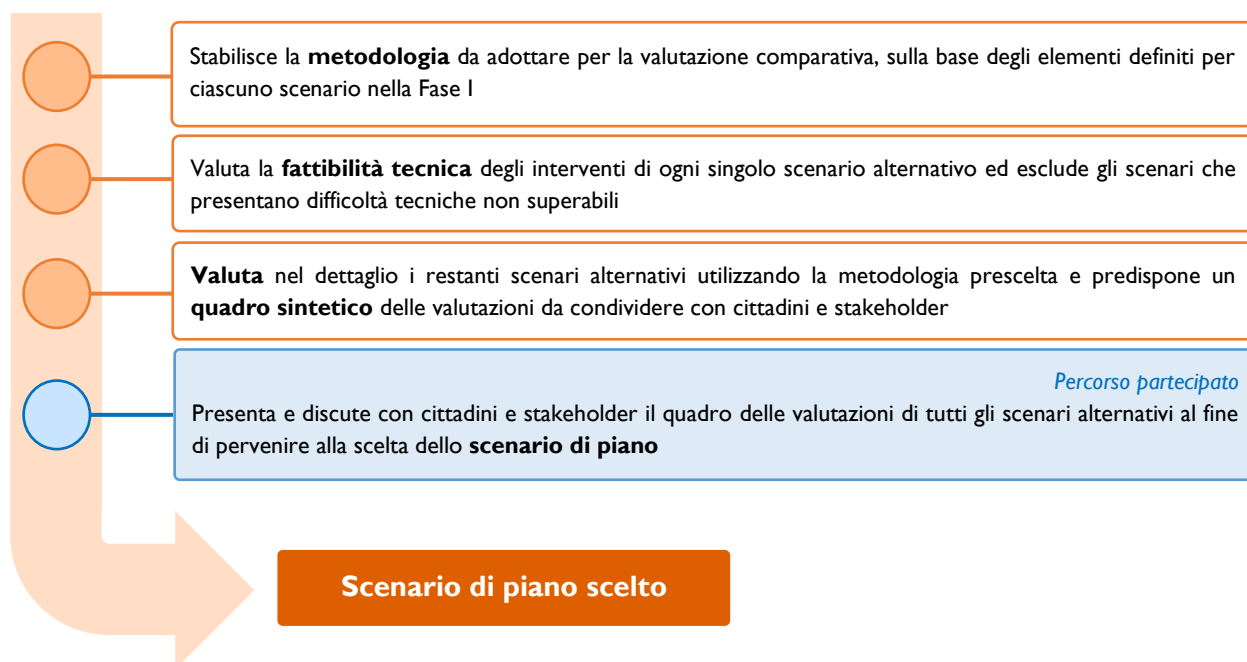 Stabilisce la metodologia da adottare per la valutazione comparativa, sulla base degli elementi definiti per
ciascuno scenario nella Fase I
Valuta la fattibilità tecnica degli interventi di ogni singolo scenario alternativo ed esclude gli scenari che
presentano difficoltà tecniche non superabili
Valuta nel dettaglio i restanti scenari alternativi utilizzando la metodologia prescelta e predispone un
quadro sintetico delle valutazioni da condividere con cittadini e stakeholder
Percorso partecipato
Presenta e discute con cittadini e stakeholder il quadro delle valutazioni di tutti gli scenari alternativi al fine
di pervenire alla scelta dello scenario di piano
Scenario di piano scelto